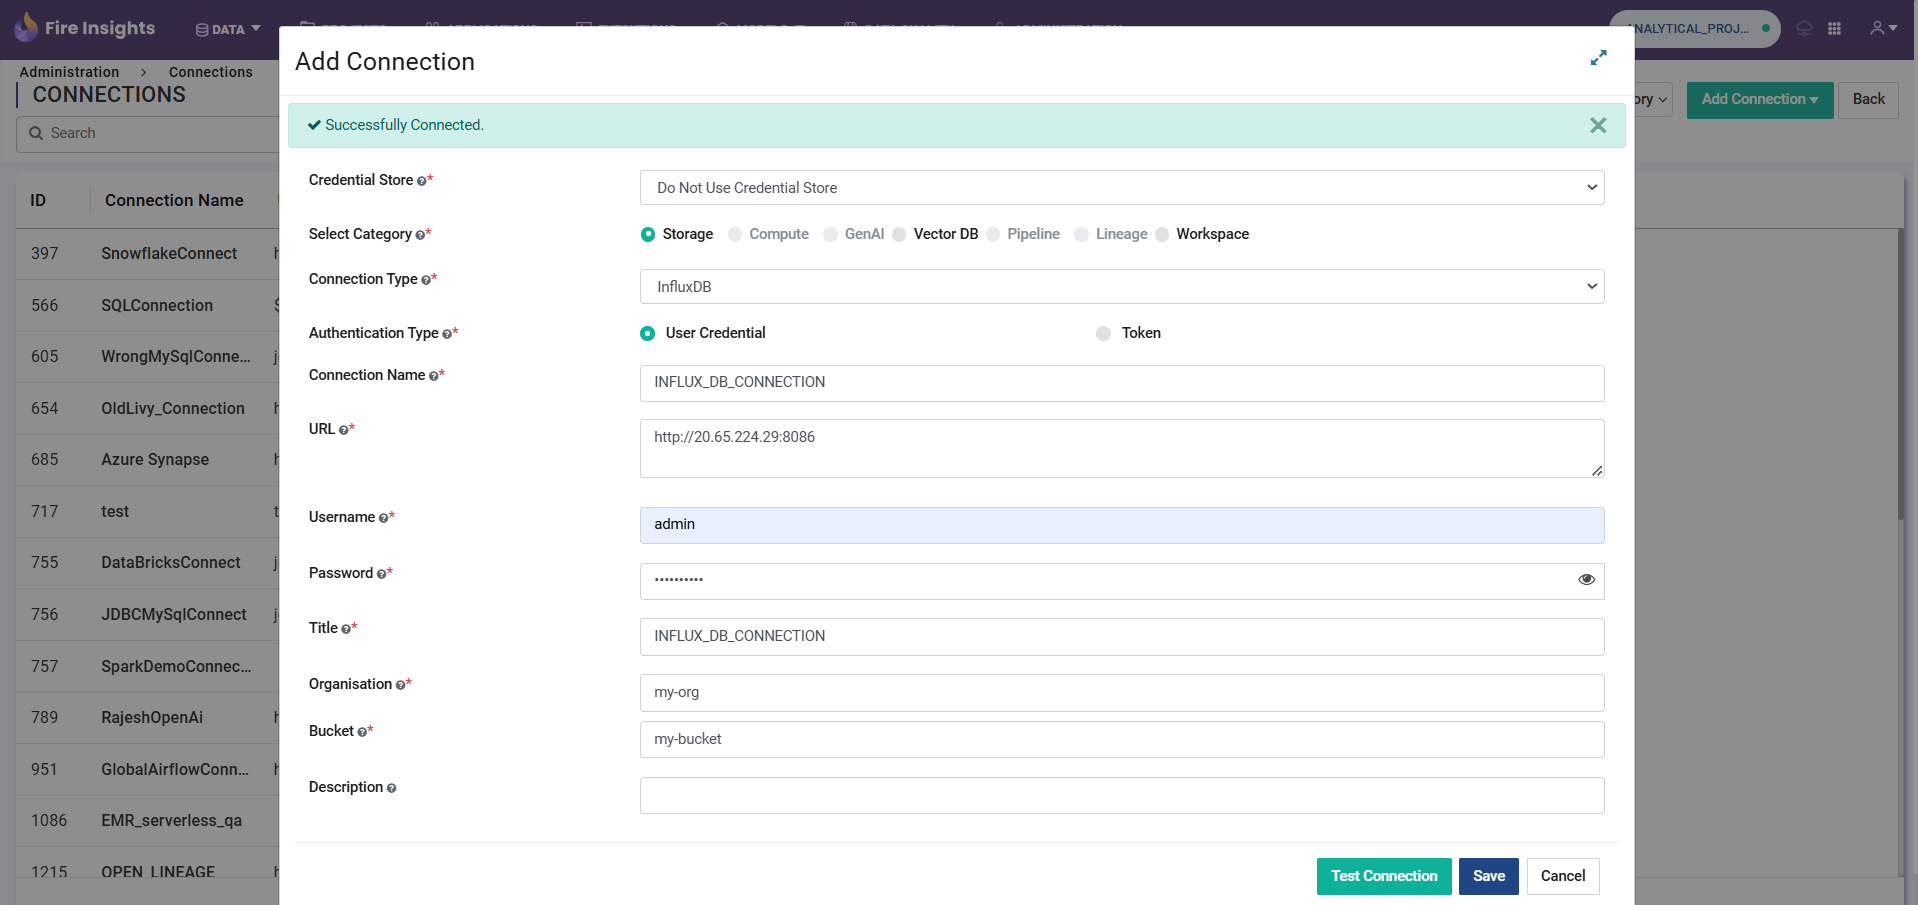 Fire Insights
DATA
ANALYTICAL_PROJ...
Administration > Connections
CONNECTIONS
Search
Add Connection
Back
ID Connection Name
397 SnowflakeConnect
566 SQLConnection
605 WrongMySqlConne...
654 OldLivy_Connection
685 Azure Synapse
717 test
755 DataBricksConnect
756 JDBCMySqlConnect
757 SparkDemoConnec...
789 RajeshOpenAi
951 GlobalAirflowConn...
1086 EMR_serverless_qa
1215 OPEN_LINEAGE
Add Connection
Successfully Connected.
Credential Store *
Do Not Use Credential Store
Select Category *
Storage Compute GenAI Vector DB Pipeline Lineage Workspace
Connection Type *
InfluxDB
Authentication Type *
User Credential Token
Connection Name *
INFLUX_DB_CONNECTION
URL *
http://20.65.224.29:8086
Username *
admin
Password *
••••••••••
Title *
INFLUX_DB_CONNECTION
Organisation *
my-org
Bucket *
my-bucket
Description
Test Connection Save Cancel